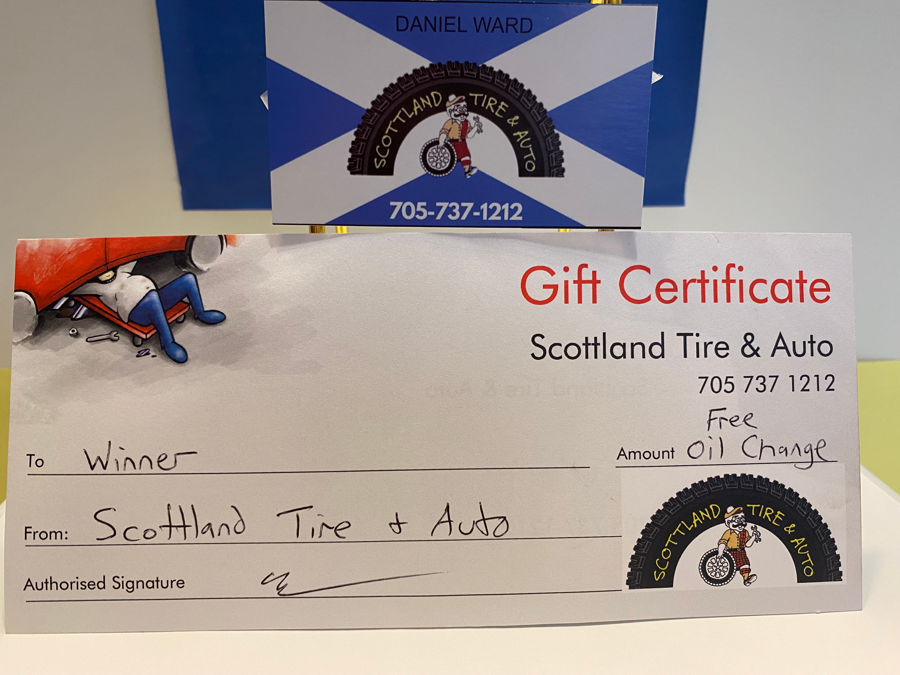 DANIEL WARD
SCOTTLAND TIRE & AUTO
705-737-1212
Gift Certificate
Scottland Tire & Auto
705 737 1212
Free
To Winner
Amount Oil Change
From: Scottland Tire & Auto
SCOTTLAND TIRE & AUTO
Authorised Signature